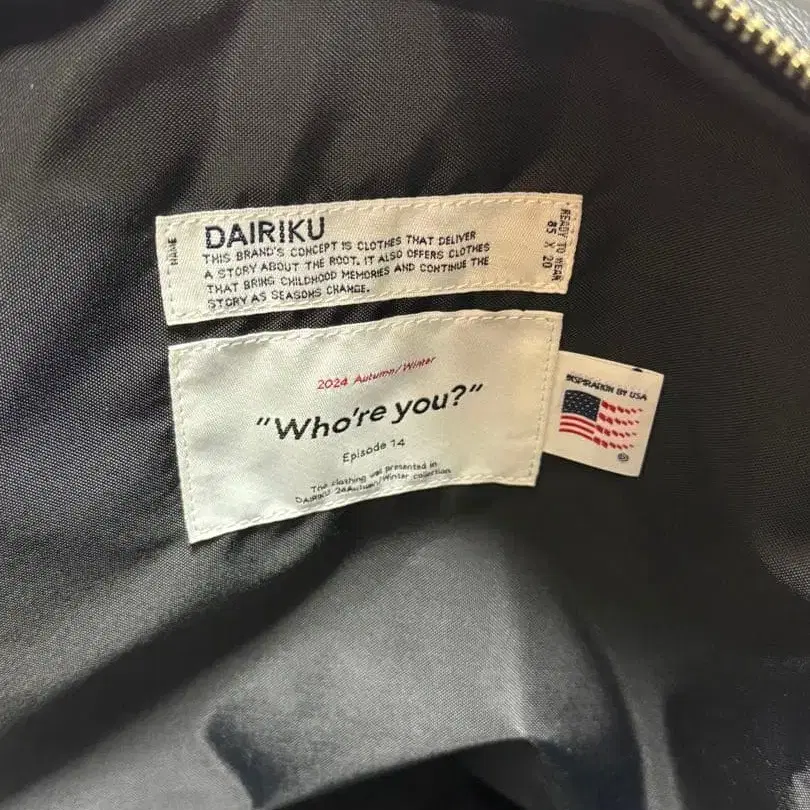 NAME
DAIRIKU
THIS BRAND'S CONCEPT IS CLOTHES THAT DELIVER
A STORY ABOUT THE ROOT. IT ALSO OFFERS CLOTHES
THAT BRING CHILDHOOD MEMORIES AND CONTINUE THE
STORY AS SEASONS CHANGE.
READY TO WEAR
85 X 20
2024 Autumn/Winter
"Who're you?"
Episode 14
The clothing was presented in
DAIRIKU 24Autumn/Winter collection
INSPIRATION BY USA
®